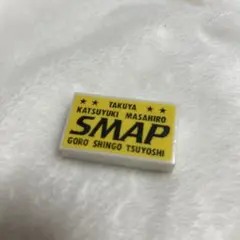 ★ ★ TAKUYA ★ ★
KATSUYUKI MASAHIRO
SMAP
GORO SHINGO TSUYOSHI